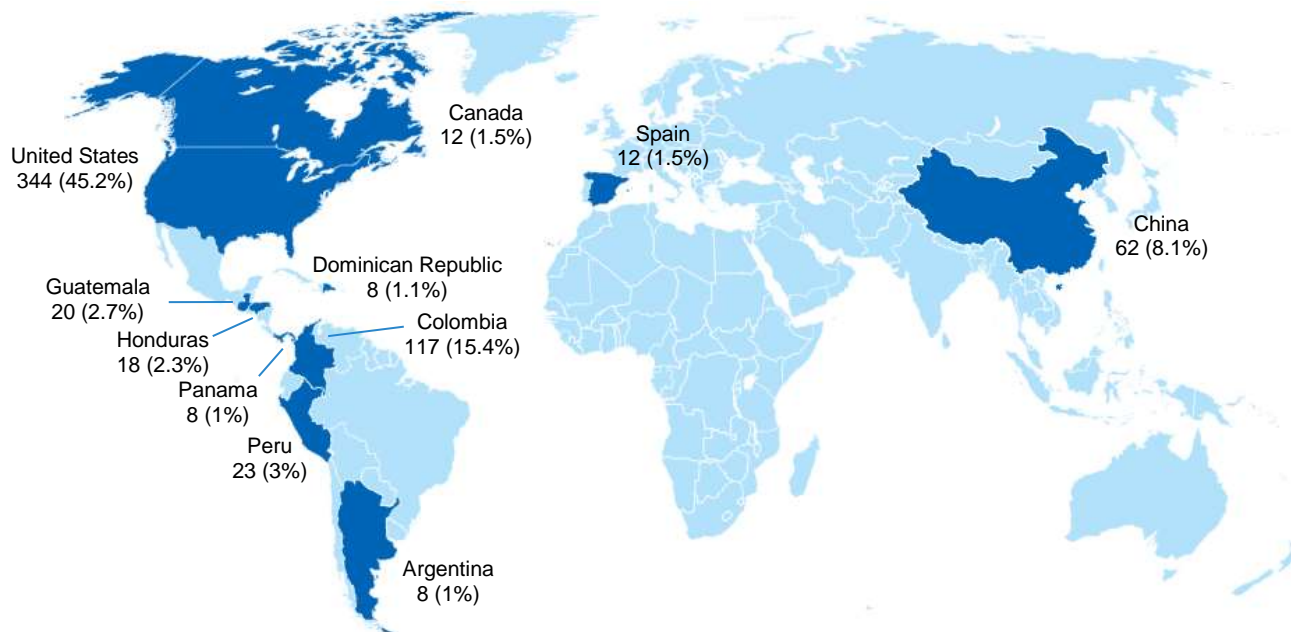 Canada
12 (1.5%)
Spain
12 (1.5%)
United States
344 (45.2%)
China
62 (8.1%)
Dominican Republic
8 (1.1%)
Guatemala
20 (2.7%)
Colombia
117 (15.4%)
Honduras
18 (2.3%)
Panama
8 (1%)
Peru
23 (3%)
Argentina
8 (1%)